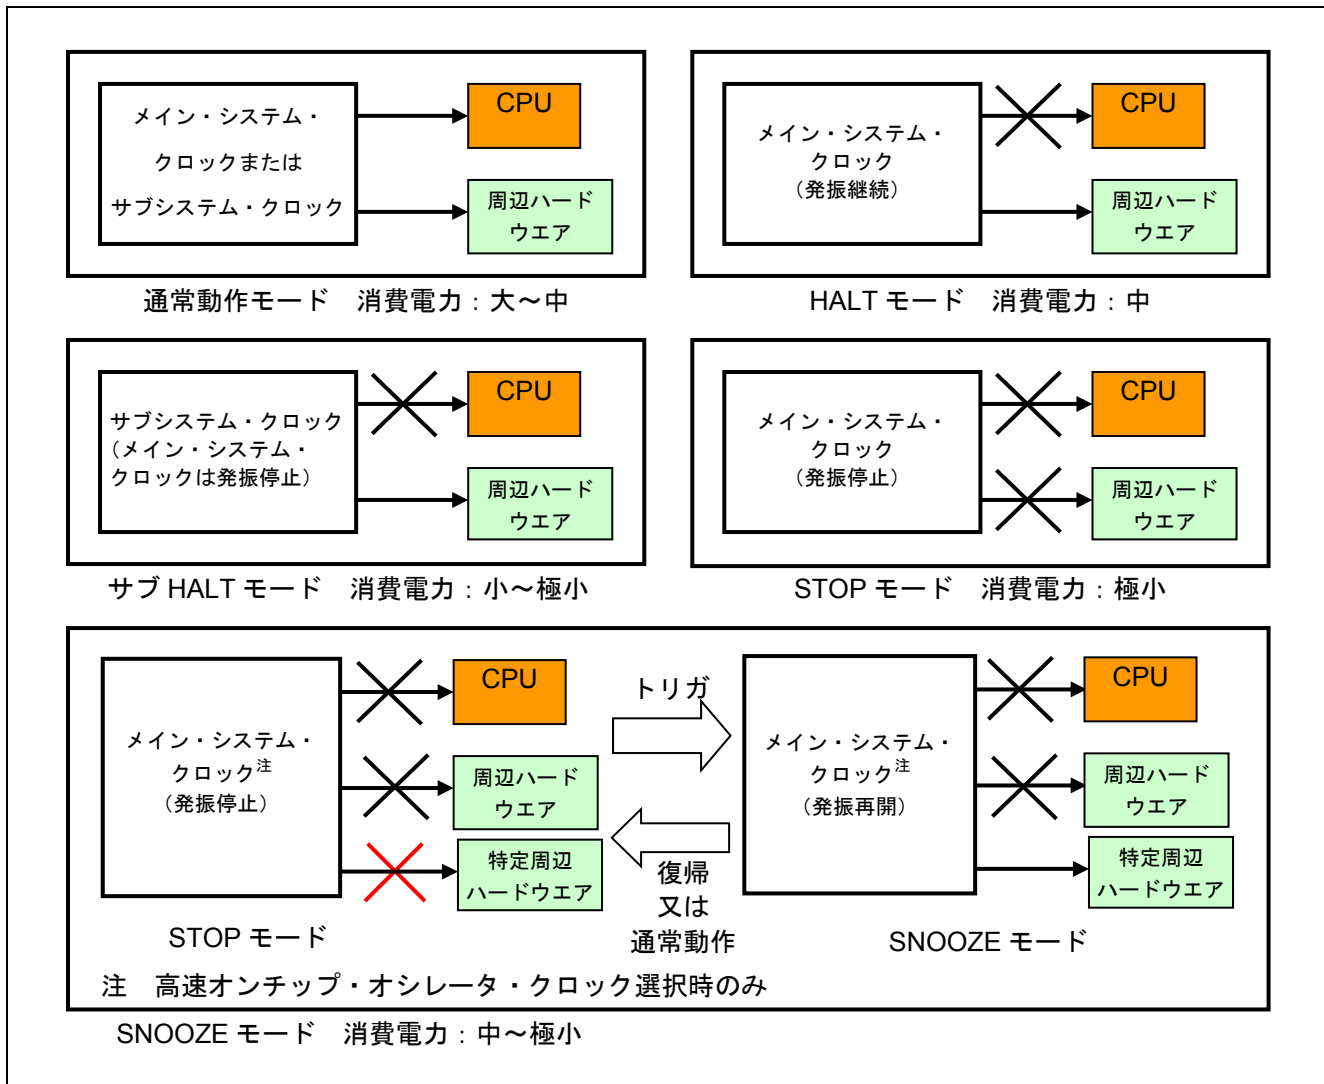 メイン・システム・
クロックまたは
サブシステム・クロック
CPU
周辺ハード
ウエア
通常動作モード　消費電力：大～中
メイン・システム・
クロック
（発振継続）
CPU
周辺ハード
ウエア
HALT モード　消費電力：中
サブシステム・クロック
（メイン・システム・
クロックは発振停止）
CPU
周辺ハード
ウエア
サブ HALT モード　消費電力：小～極小
メイン・システム・
クロック
（発振停止）
CPU
周辺ハード
ウエア
STOP モード　消費電力：極小
メイン・システム・
クロック注
（発振停止）
CPU
周辺ハード
ウエア
特定周辺
ハードウエア
STOP モード
トリガ
復帰
又は
通常動作
メイン・システム・
クロック注
（発振再開）
CPU
周辺ハード
ウエア
特定周辺
ハードウエア
SNOOZE モード
注　高速オンチップ・オシレータ・クロック選択時のみ
SNOOZE モード　消費電力：中～極小